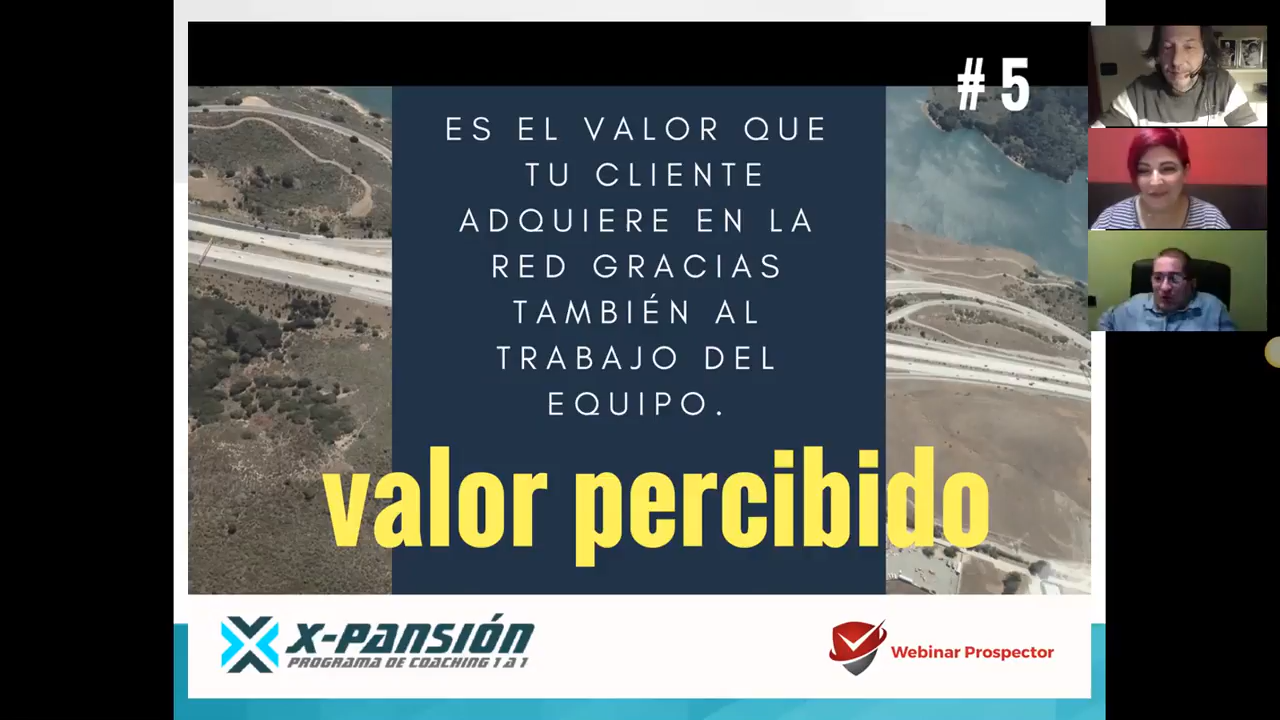 # 5
ES EL VALOR QUE
TU CLIENTE
ADQUIERE EN LA
RED GRACIAS
TAMBIÉN AL
TRABAJO DEL
EQUIPO.
valor percibido
X-PANSIÓN
PROGRAMA DE COACHING 1 A 1
Webinar Prospector